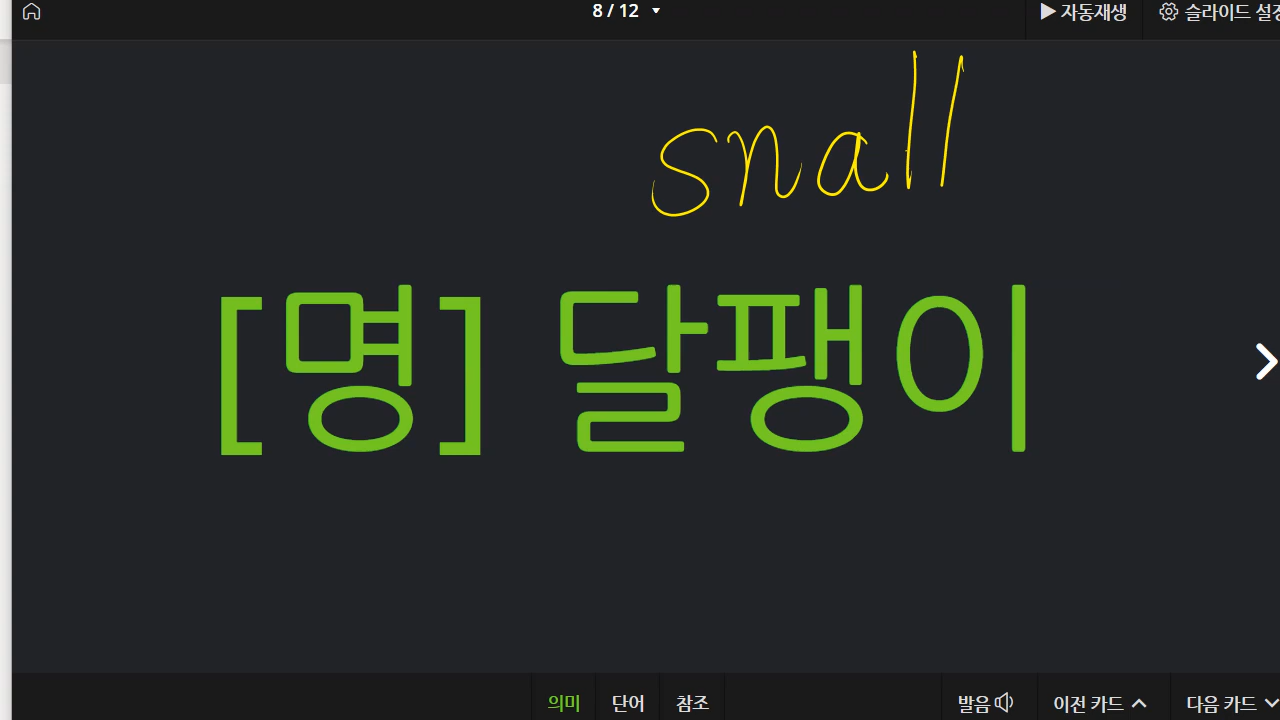 8 / 12
자동재생
슬라이드 설정
snall
[명] 달팽이
의미 단어 참조 발음 이전 카드 다음 카드